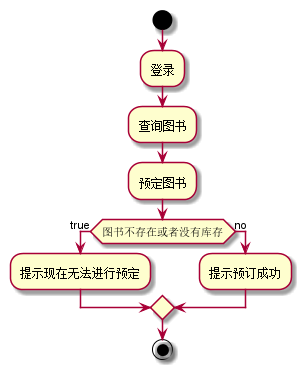 登录
查询图书
预定图书
true
图书不存在或者没有库存
no
提示现在无法进行预定
提示预订成功